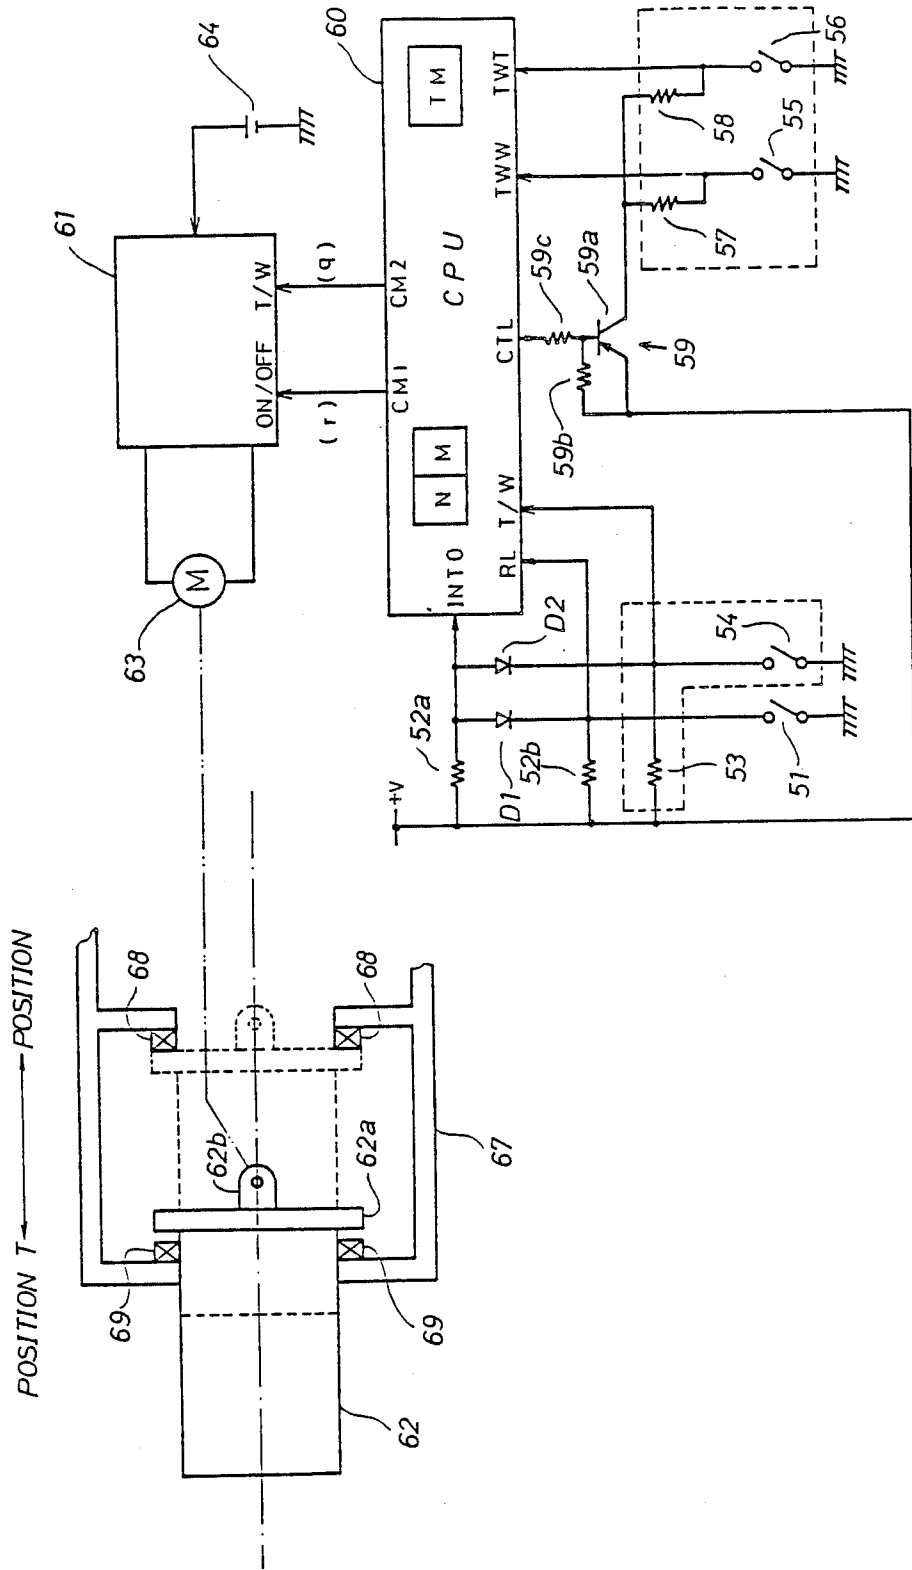 POSITION T POSITION
62
62a
62b
67
68
68
69
69
63
M
61
ON/OFF T/W
64
(r) (q)
60
CM1 CM2
INTO
N M
CPU
TM
RL T/W CTL TWW TWT
+V
52a
D1
D2
52b
53
51
54
59b
59c
59a
59
57
58
55
56